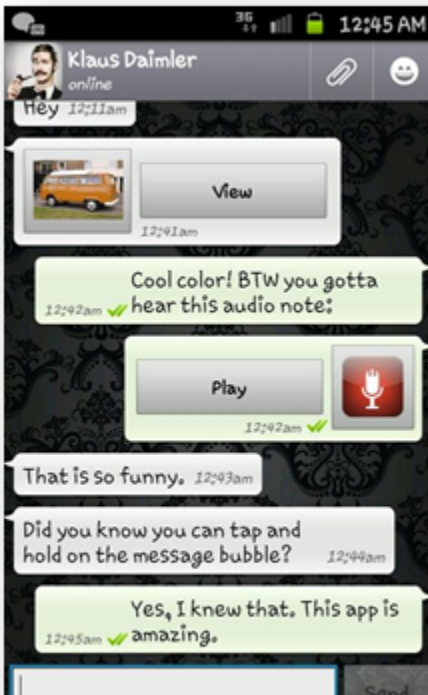 3G
12:45 AM
Klaus Daimler
online
Hey 12:11am
View
12:41am
Cool color! BTW you gotta
12:42am hear this audio note:
Play
12:42am
That is so funny. 12:43am
Did you know you can tap and
hold on the message bubble? 12:44am
Yes, I knew that. This app is
12:45am amazing.
Send